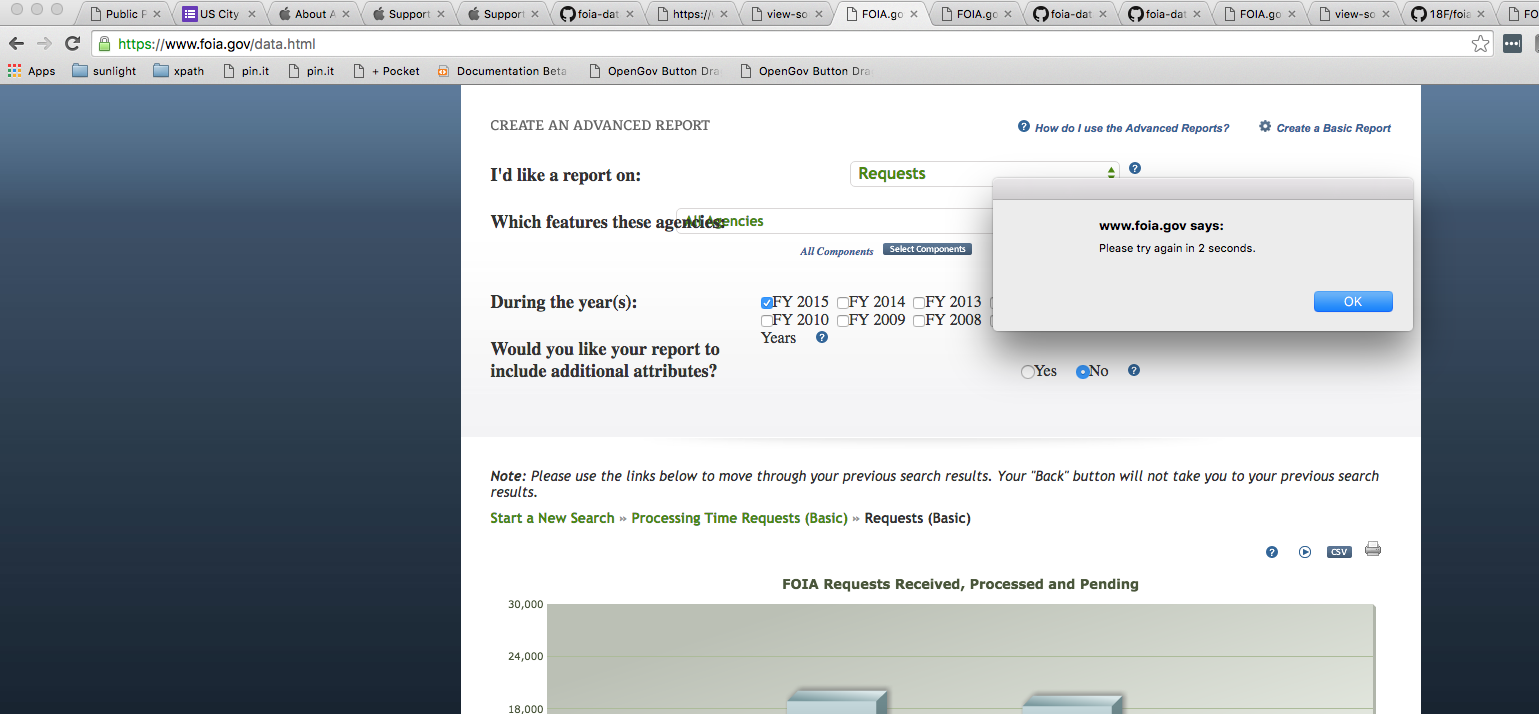 Public P
US City
About A
Support
Support
foia-dat
https://
view-so
FOIA.go
FOIA.go
foia-dat
foia-dat
FOIA.go
view-so
18F/foia
FO
https://www.foia.gov/data.html
Apps sunlight xpath pin.it pin.it + Pocket Documentation Beta OpenGov Button Dra OpenGov Button Dra
CREATE AN ADVANCED REPORT
How do I use the Advanced Reports? Create a Basic Report
I'd like a report on: Requests
Which features these agencies: All Agencies
All Components Select Components
www.foia.gov says:
Please try again in 2 seconds.
OK
During the year(s): FY 2015 FY 2014 FY 2013
FY 2010 FY 2009 FY 2008
Years
Would you like your report to
include additional attributes? Yes No
Note: Please use the links below to move through your previous search results. Your "Back" button will not take you to your previous search
results.
Start a New Search » Processing Time Requests (Basic) » Requests (Basic)
CSV
FOIA Requests Received, Processed and Pending
30,000
24,000
18,000